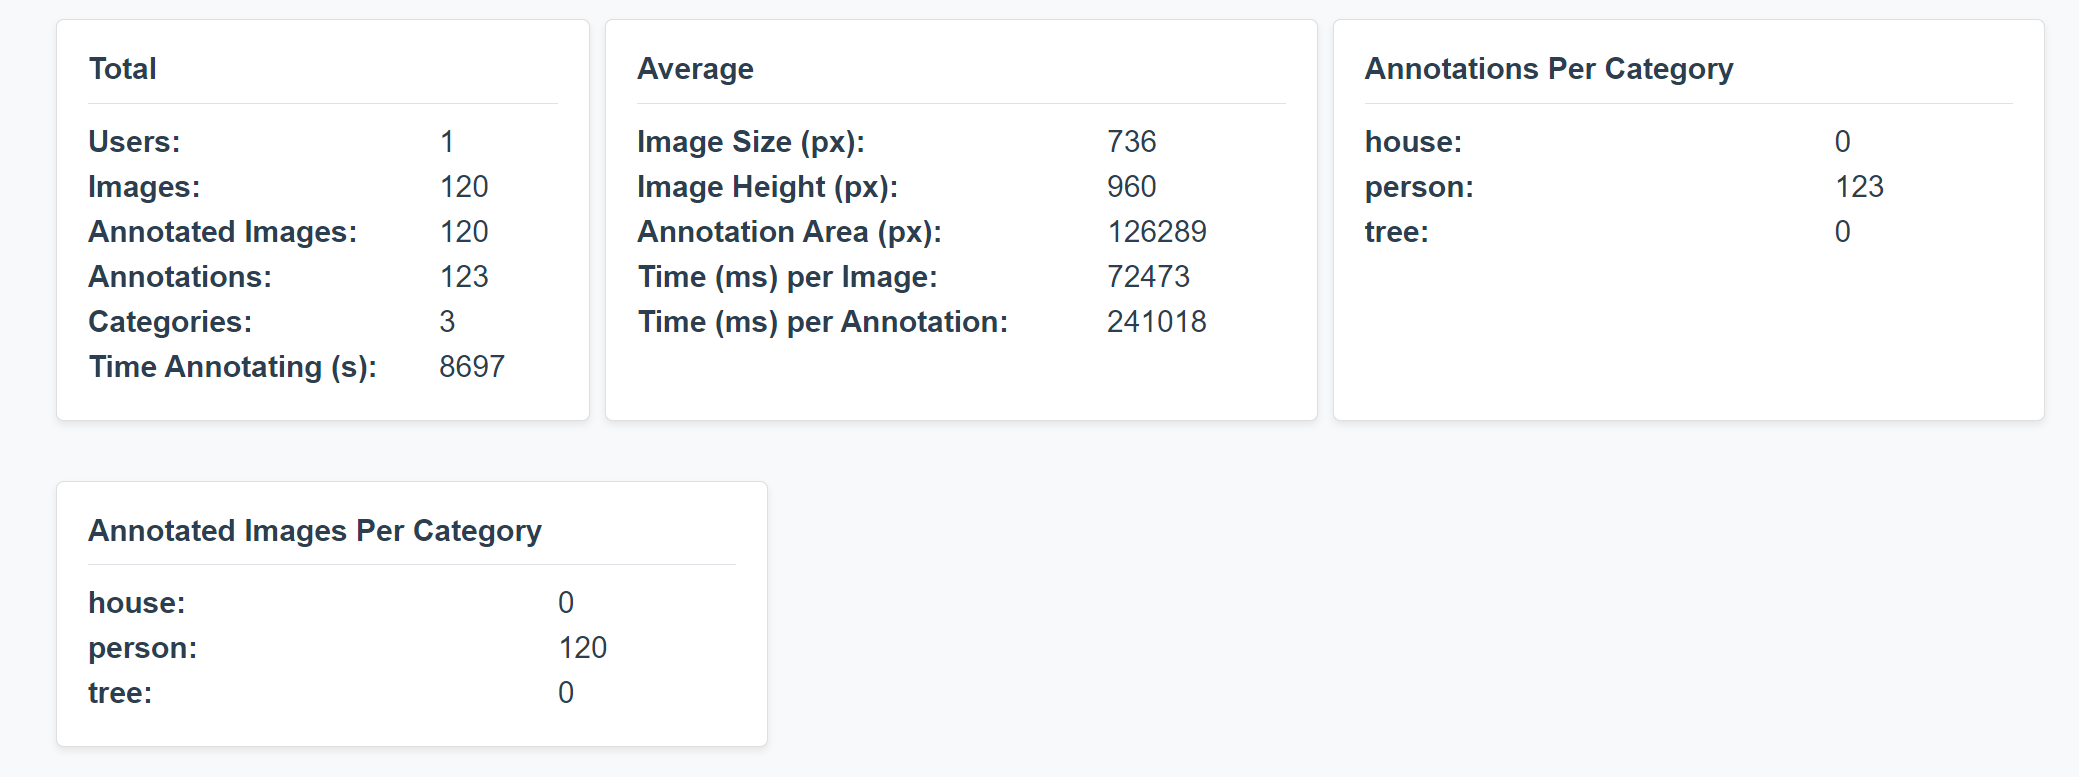 Total
Users: 1
Images: 120
Annotated Images: 120
Annotations: 123
Categories: 3
Time Annotating (s): 8697
Average
Image Size (px): 736
Image Height (px): 960
Annotation Area (px): 126289
Time (ms) per Image: 72473
Time (ms) per Annotation: 241018
Annotations Per Category
house: 0
person: 123
tree: 0
Annotated Images Per Category
house: 0
person: 120
tree: 0